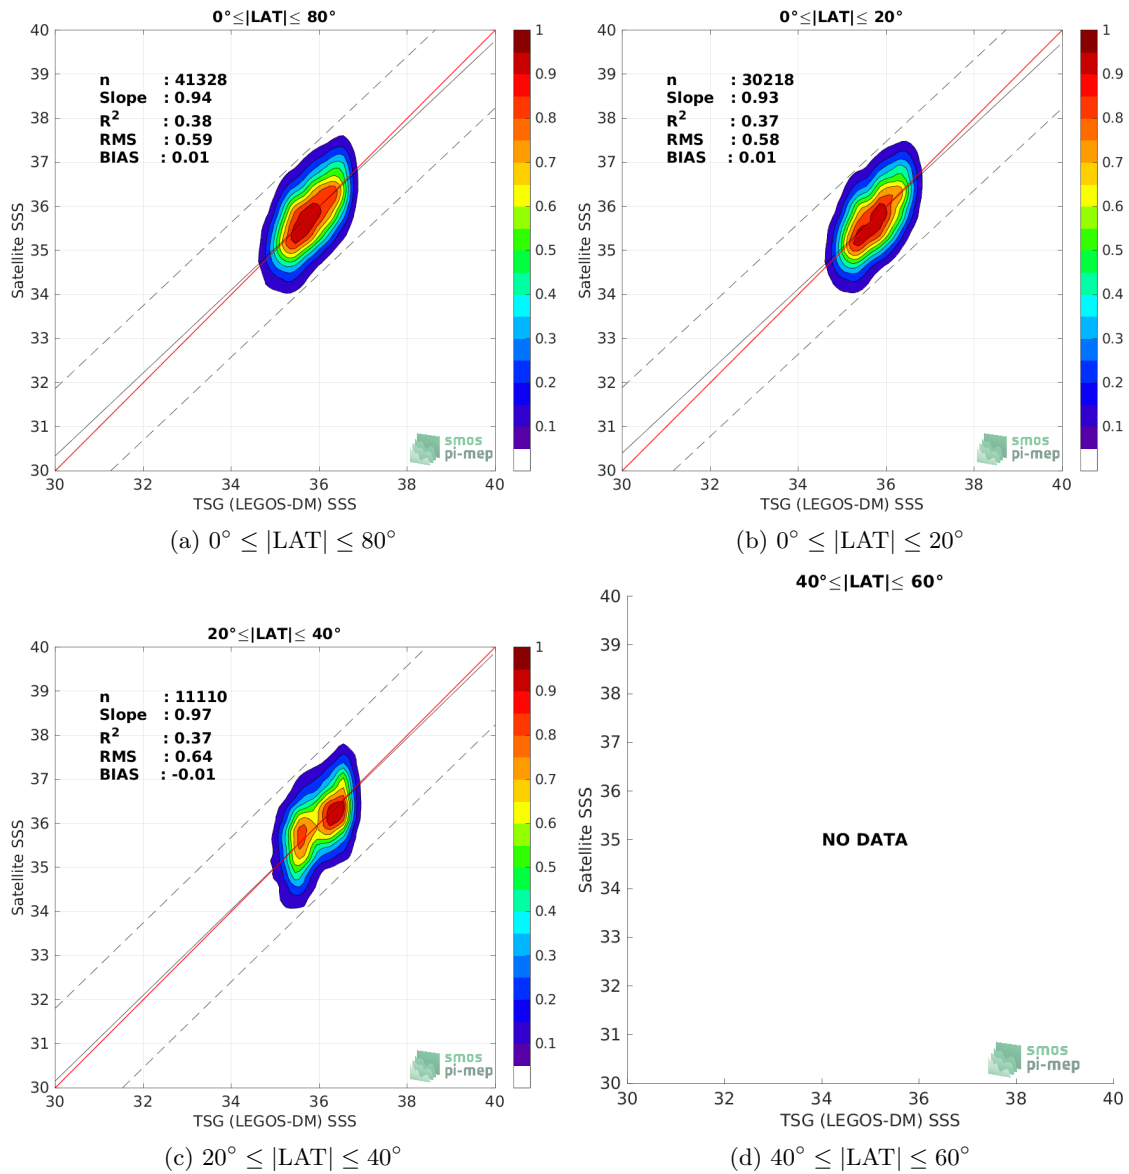 0°≤|LAT|≤ 80°
40
39
38
37
36
35
34
33
32
31
30
n : 41328
Slope : 0.94
R² : 0.38
RMS : 0.59
BIAS : 0.01
Satellite SSS
30 32 34 36 38 40
TSG (LEGOS-DM) SSS
1
0.9
0.8
0.7
0.6
0.5
0.4
0.3
0.2
0.1
smos
pi-mep
(a) 0° ≤ |LAT| ≤ 80°
0°≤|LAT|≤ 20°
40
39
38
37
36
35
34
33
32
31
30
n : 30218
Slope : 0.93
R² : 0.37
RMS : 0.58
BIAS : 0.01
Satellite SSS
30 32 34 36 38 40
TSG (LEGOS-DM) SSS
1
0.9
0.8
0.7
0.6
0.5
0.4
0.3
0.2
0.1
smos
pi-mep
(b) 0° ≤ |LAT| ≤ 20°
20°≤|LAT|≤ 40°
40
39
38
37
36
35
34
33
32
31
30
n : 11110
Slope : 0.97
R² : 0.37
RMS : 0.64
BIAS : -0.01
Satellite SSS
30 32 34 36 38 40
TSG (LEGOS-DM) SSS
1
0.9
0.8
0.7
0.6
0.5
0.4
0.3
0.2
0.1
smos
pi-mep
(c) 20° ≤ |LAT| ≤ 40°
40°≤|LAT|≤ 60°
40
39
38
37
36
35
34
33
32
31
30
NO DATA
Satellite SSS
30 32 34 36 38 40
TSG (LEGOS-DM) SSS
smos
pi-mep
(d) 40° ≤ |LAT| ≤ 60°